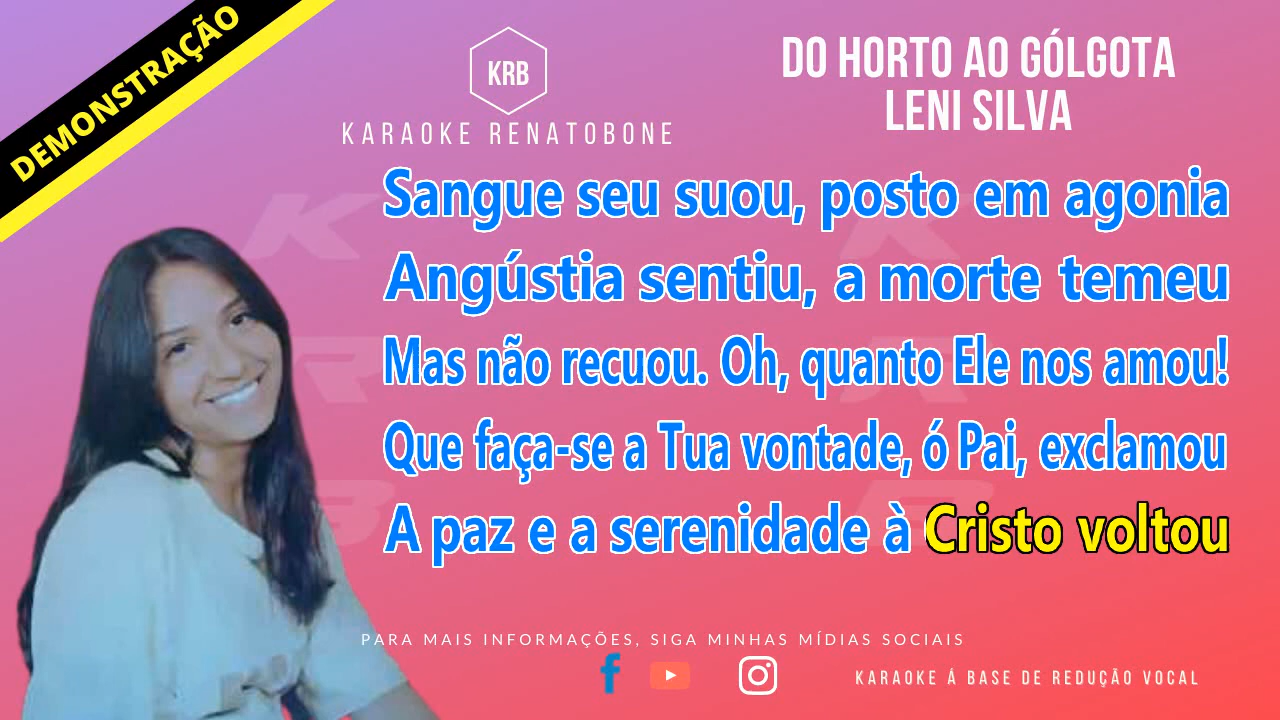 DEMONSTRAÇÃO
KRB
KARAOKE RENATOBONE
DO HORTO AO GÓLGOTA
LENI SILVA
Sangue seu suou, posto em agonia
Angústia sentiu, a morte temeu
Mas não recuou. Oh, quanto Ele nos amou!
Que faça-se a Tua vontade, ó Pai, exclamou
A paz e a serenidade à Cristo voltou
K K
R R
B B
PARA MAIS INFORMAÇÕES, SIGA MINHAS MÍDIAS SOCIAIS
f
KARAOKE Á BASE DE REDUÇÃO VOCAL